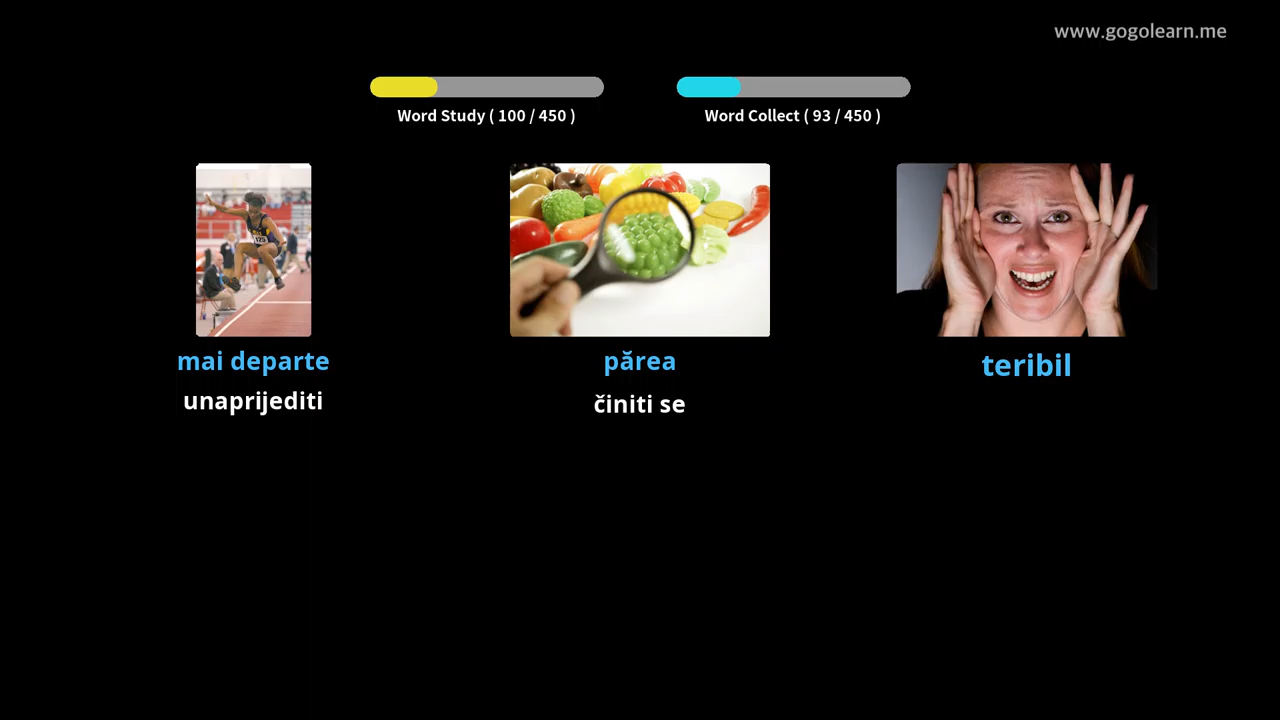 www.gogolearn.me
Word Study ( 100 / 450 )
Word Collect ( 93 / 450 )
mai departe
părea
teribil
unaprijediti
činiti se